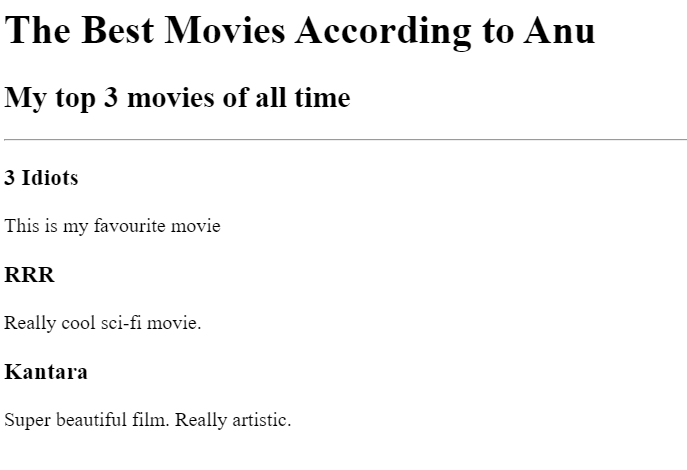 The Best Movies According to Anu
My top 3 movies of all time
3 Idiots
This is my favourite movie
RRR
Really cool sci-fi movie.
Kantara
Super beautiful film. Really artistic.